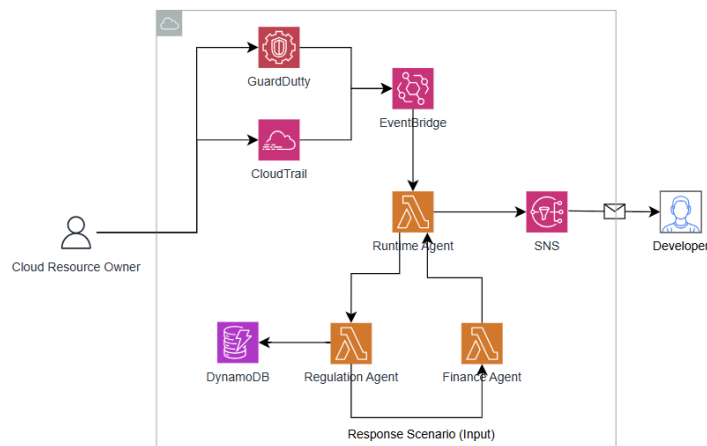 GuardDutty
EventBridge
CloudTrail
Runtime Agent
SNS
Developer
Cloud Resource Owner
DynamoDB
Regulation Agent
Finance Agent
Response Scenario (Input)